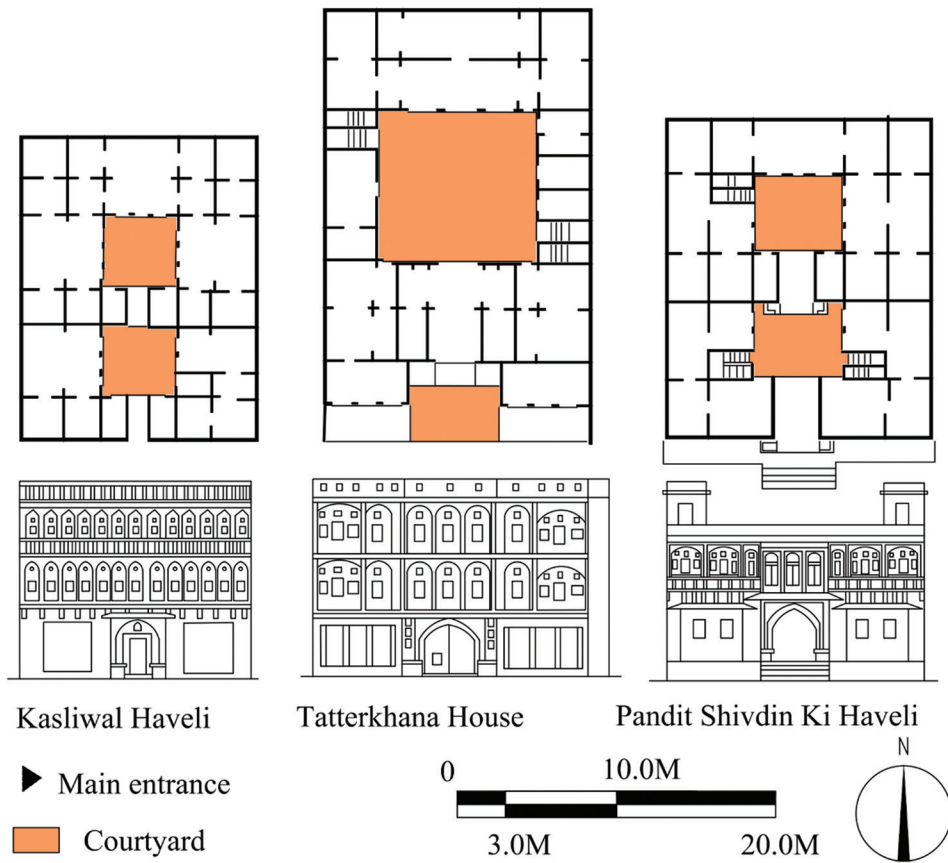 Kasliwal Haveli
Tatterkhana House
Pandit Shivdin Ki Haveli
Main entrance
Courtyard
0
10.0M
3.0M
20.0M
N